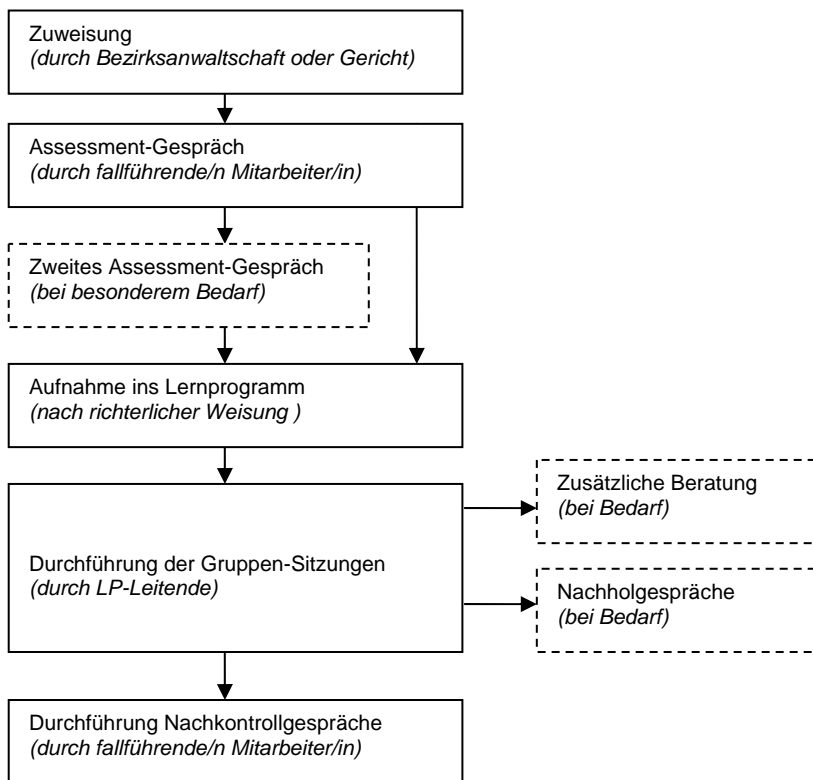 Zuweisung
(durch Bezirksanwaltschaft oder Gericht)
Assessment-Gespräch
(durch fallführende/n Mitarbeiter/in)
Zweites Assessment-Gespräch
(bei besonderem Bedarf)
Aufnahme ins Lernprogramm
(nach richterlicher Weisung )
Durchführung der Gruppen-Sitzungen
(durch LP-Leitende)
Zusätzliche Beratung
(bei Bedarf)
Nachholgespräche
(bei Bedarf)
Durchführung Nachkontrollgespräche
(durch fallführende/n Mitarbeiter/in)